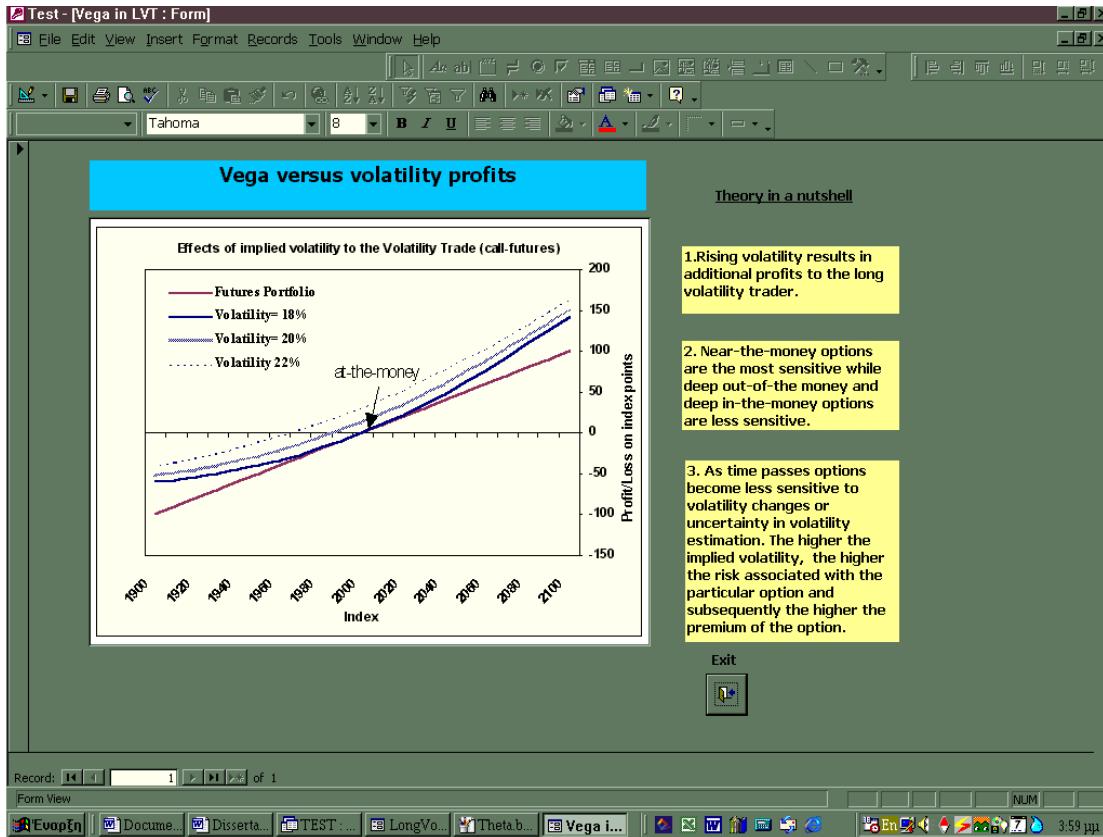 Test - [Vega in LVT : Form]
File Edit View Insert Format Records Tools Window Help
Tahoma 8 B I U
Vega versus volatility profits
Theory in a nutshell
Effects of implied volatility to the Volatility Trade (call-futures)
Futures Portfolio
Volatility= 18%
Volatility= 20%
Volatility 22%
at-the-money
200
150
100
50
0
-50
-100
-150
Profit/Loss on index points
1900 1920 1940 1960 1980 2000 2020 2040 2060 2080 2100
Index
1.Rising volatility results in
additional profits to the long
volatility trader.
2. Near-the-money options
are the most sensitive while
deep out-of-the money and
deep in-the-money options
are less sensitive.
3. As time passes options
become less sensitive to
volatility changes or
uncertainty in volatility
estimation. The higher the
implied volatility, the higher
the risk associated with the
particular option and
subsequently the higher the
premium of the option.
Exit
Record: 1 of 1
Form View NUM
Έναρξη Docume... Disserta... TEST : ... LongVo... Theta.b... Vega i... En 3:59 μμ